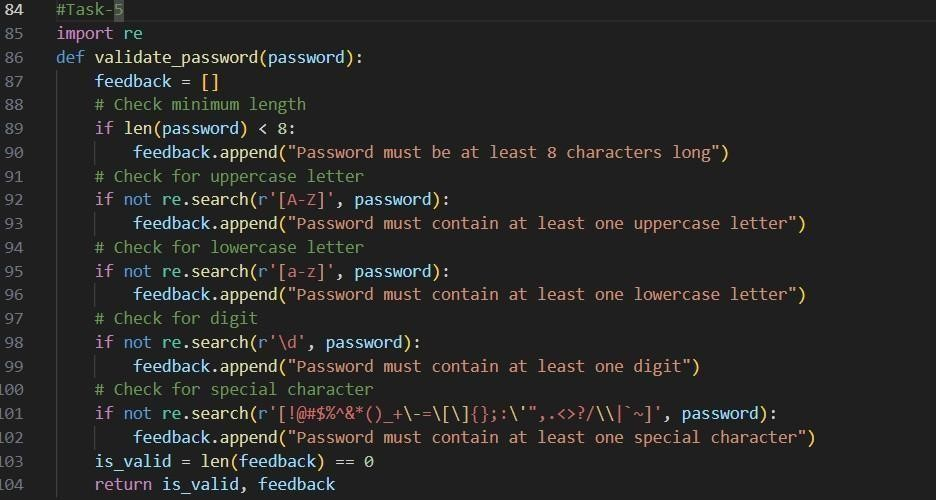 84 #Task-5
85 import re
86 def validate_password(password):
87     feedback = []
88     # Check minimum length
89     if len(password) < 8:
90         feedback.append("Password must be at least 8 characters long")
91     # Check for uppercase letter
92     if not re.search(r'[A-Z]', password):
93         feedback.append("Password must contain at least one uppercase letter")
94     # Check for lowercase letter
95     if not re.search(r'[a-z]', password):
96         feedback.append("Password must contain at least one lowercase letter")
97     # Check for digit
98     if not re.search(r'\d', password):
99         feedback.append("Password must contain at least one digit")
100     # Check for special character
101     if not re.search(r'[!@#$%^&*()_+\-=\[\]{};:\'",.<>?/\\|`~]', password):
102         feedback.append("Password must contain at least one special character")
103     is_valid = len(feedback) == 0
104     return is_valid, feedback